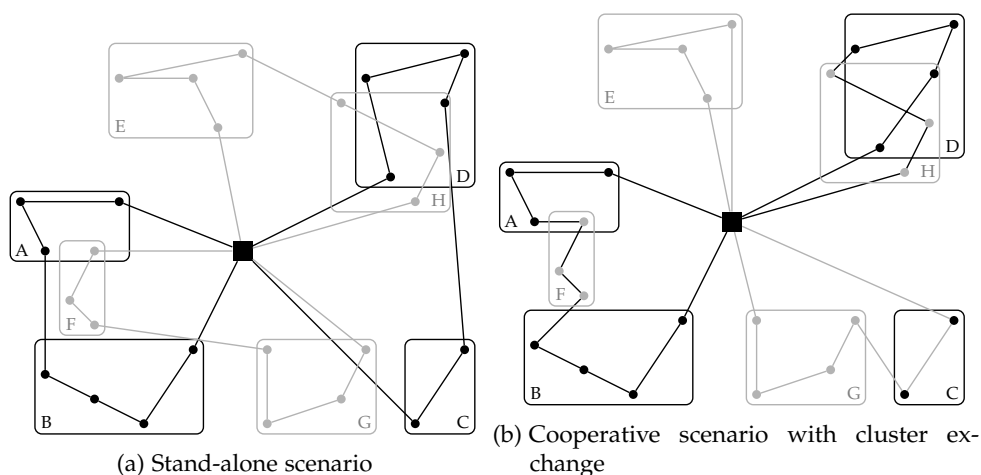 E
D
H
A
F
B
G
C
(a) Stand-alone scenario
E
D
H
A
F
B
G
C
(b) Cooperative scenario with cluster ex-
change